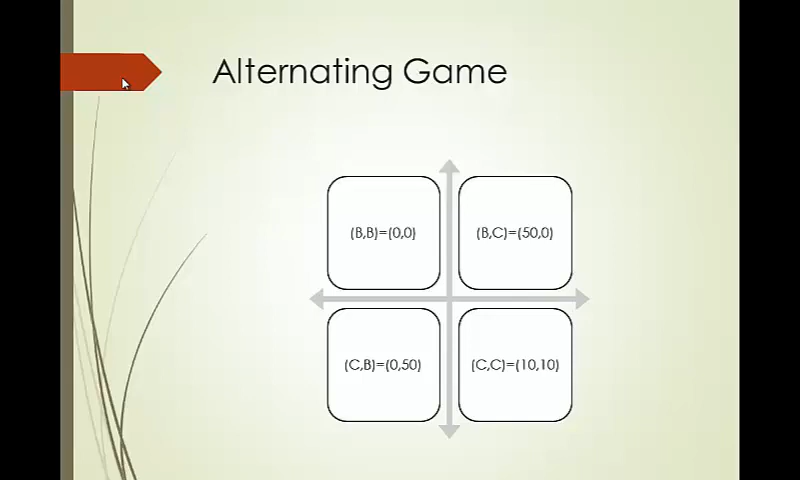 Alternating Game
(B,B)=(0,0)
(B,C)=(50,0)
(C,B)=(0,50)
(C,C)=(10,10)